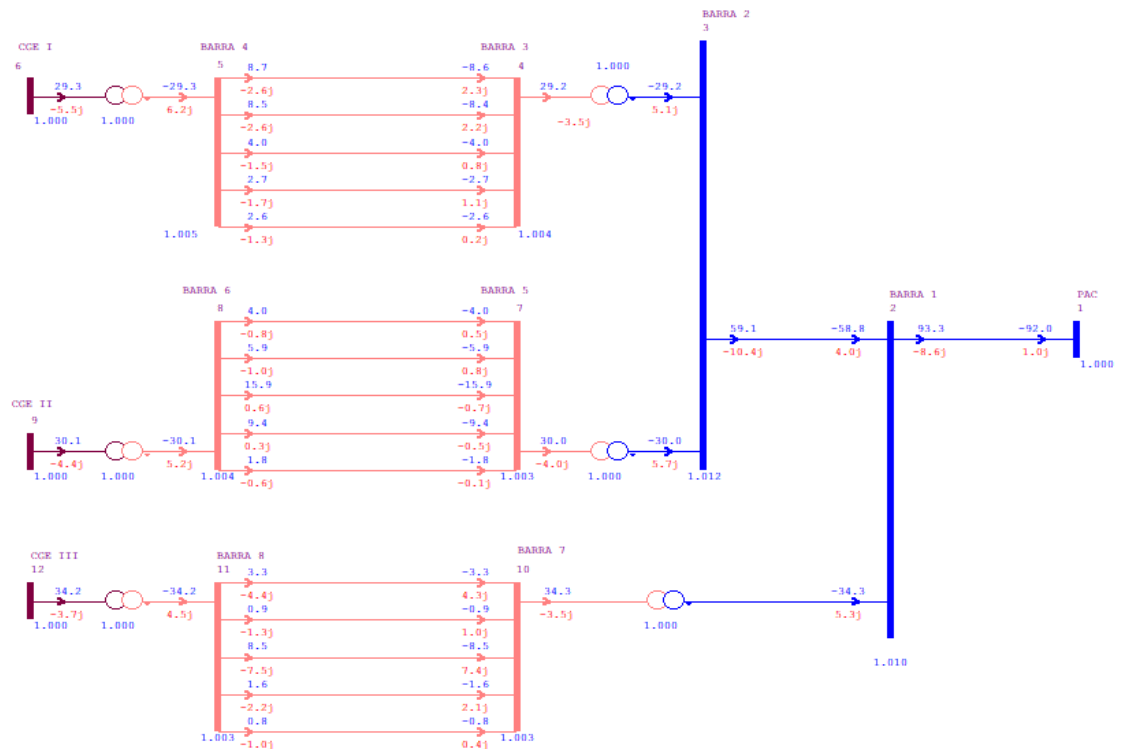 BARRA 2
3
CGE I
6
BARRA 4
5
BARRA 3
4
29.3
-5.5j
1.000
1.000
-29.3
6.2j
8.7
-2.6j
8.5
-2.6j
4.0
-1.5j
2.7
-1.7j
2.6
-1.3j
1.005
-8.6
2.3j
-8.4
2.2j
-4.0
0.8j
-2.7
1.1j
-2.6
0.2j
1.004
29.2
-3.5j
1.000
-29.2
5.1j
BARRA 6
8
BARRA 5
7
CGE II
9
30.1
-4.4j
1.000
1.000
-30.1
5.2j
1.004
4.0
-0.8j
5.9
-1.0j
15.9
0.6j
9.4
0.3j
1.8
-0.6j
-4.0
0.5j
-5.9
0.8j
-15.9
-0.7j
-9.4
-0.5j
-1.8
-0.1j
1.003
30.0
-4.0j
1.000
-30.0
5.7j
1.012
BARRA 1
2
PAC
1
59.1
-10.4j
-58.8
4.0j
93.3
-8.6j
-92.0
1.0j
1.000
CGE III
12
BARRA 8
11
BARRA 7
10
34.2
-3.7j
1.000
1.000
-34.2
4.5j
3.3
-4.4j
0.9
-1.3j
8.5
-7.5j
1.6
-2.2j
0.8
-1.0j
1.003
-3.3
4.3j
-0.9
1.0j
-8.5
7.4j
-1.6
2.1j
-0.8
0.4j
1.003
34.3
-3.5j
1.000
-34.3
5.3j
1.010